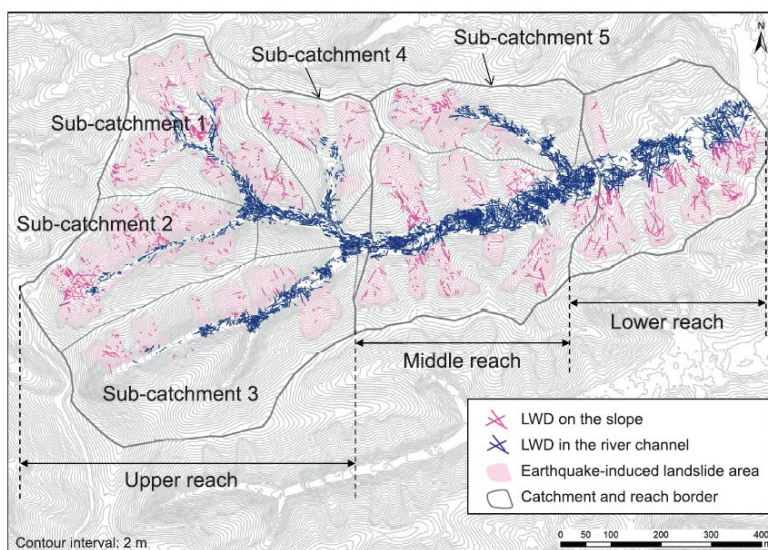 N
Sub-catchment 5
Sub-catchment 4
Sub-catchment 1
Sub-catchment 2
Sub-catchment 3
Lower reach
Middle reach
Upper reach
LWD on the slope
LWD in the river channel
Earthquake-induced landslide area
Catchment and reach border
Contour interval: 2 m
0 50 100 200 300 400
m